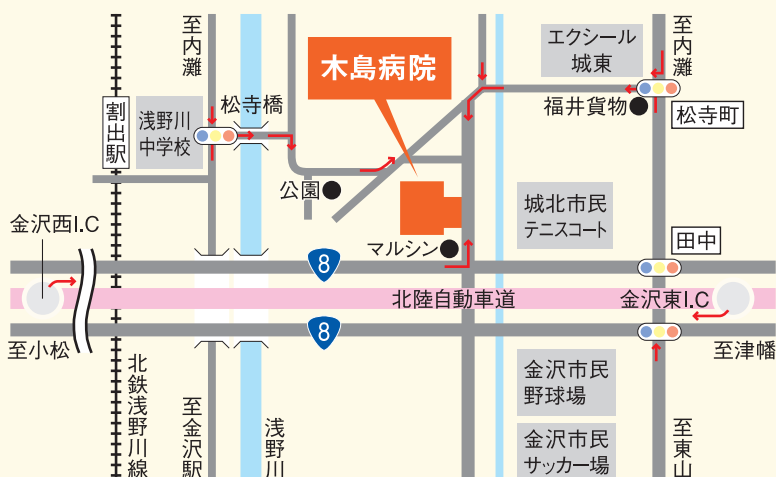 至内灘
木島病院
エクシール
城東
至内灘
松寺橋
福井貨物
松寺町
割出駅
浅野川
中学校
公園
城北市民
テニスコート
金沢西I.C
マルシン
田中
8
北陸自動車道
金沢東I.C
8
至小松
至津幡
北鉄浅野川線
至金沢駅
浅野川
金沢市民
野球場
金沢市民
サッカー場
至東山